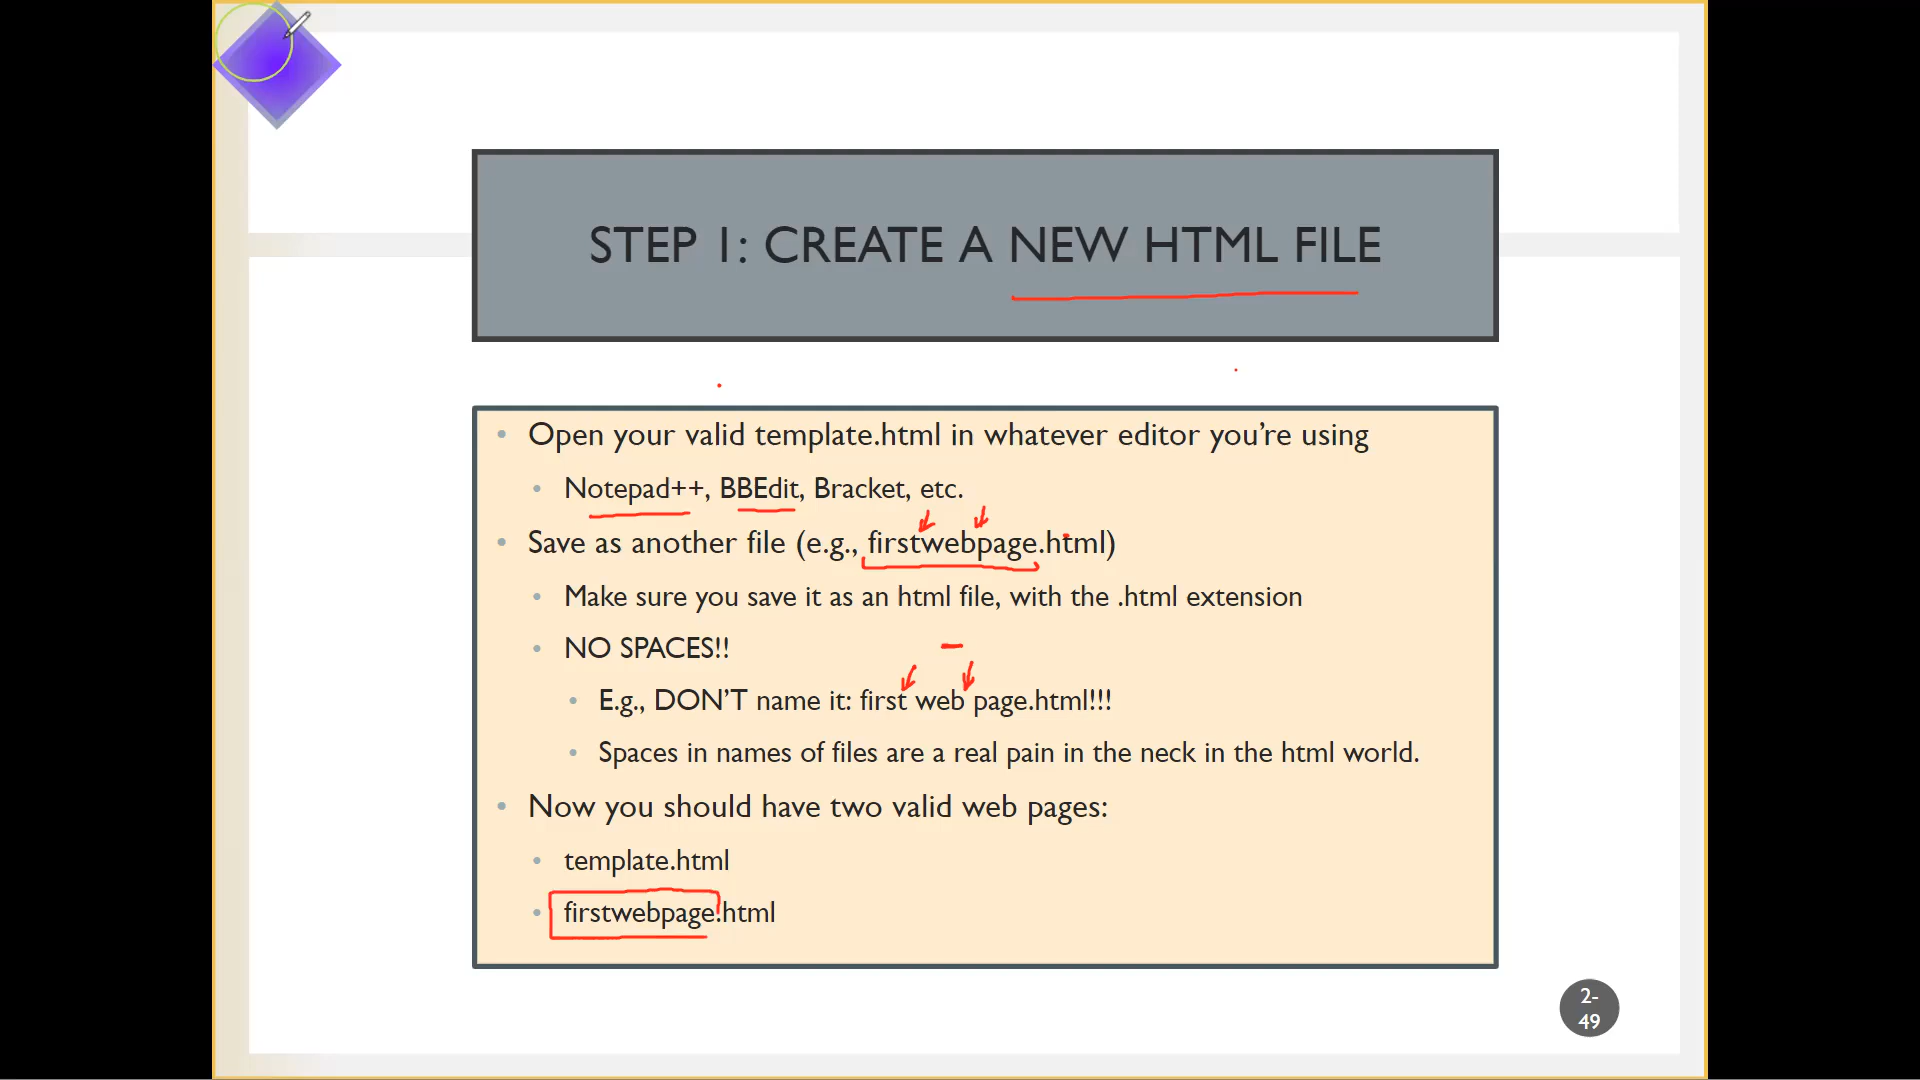 STEP 1: CREATE A NEW HTML FILE
• Open your valid template.html in whatever editor you’re using
• Notepad++, BBEdit, Bracket, etc.
• Save as another file (e.g., firstwebpage.html)
• Make sure you save it as an html file, with the .html extension
• NO SPACES!!
• E.g., DON’T name it: first web page.html!!!
• Spaces in names of files are a real pain in the neck in the html world.
• Now you should have two valid web pages:
• template.html
• firstwebpage.html
2-
49